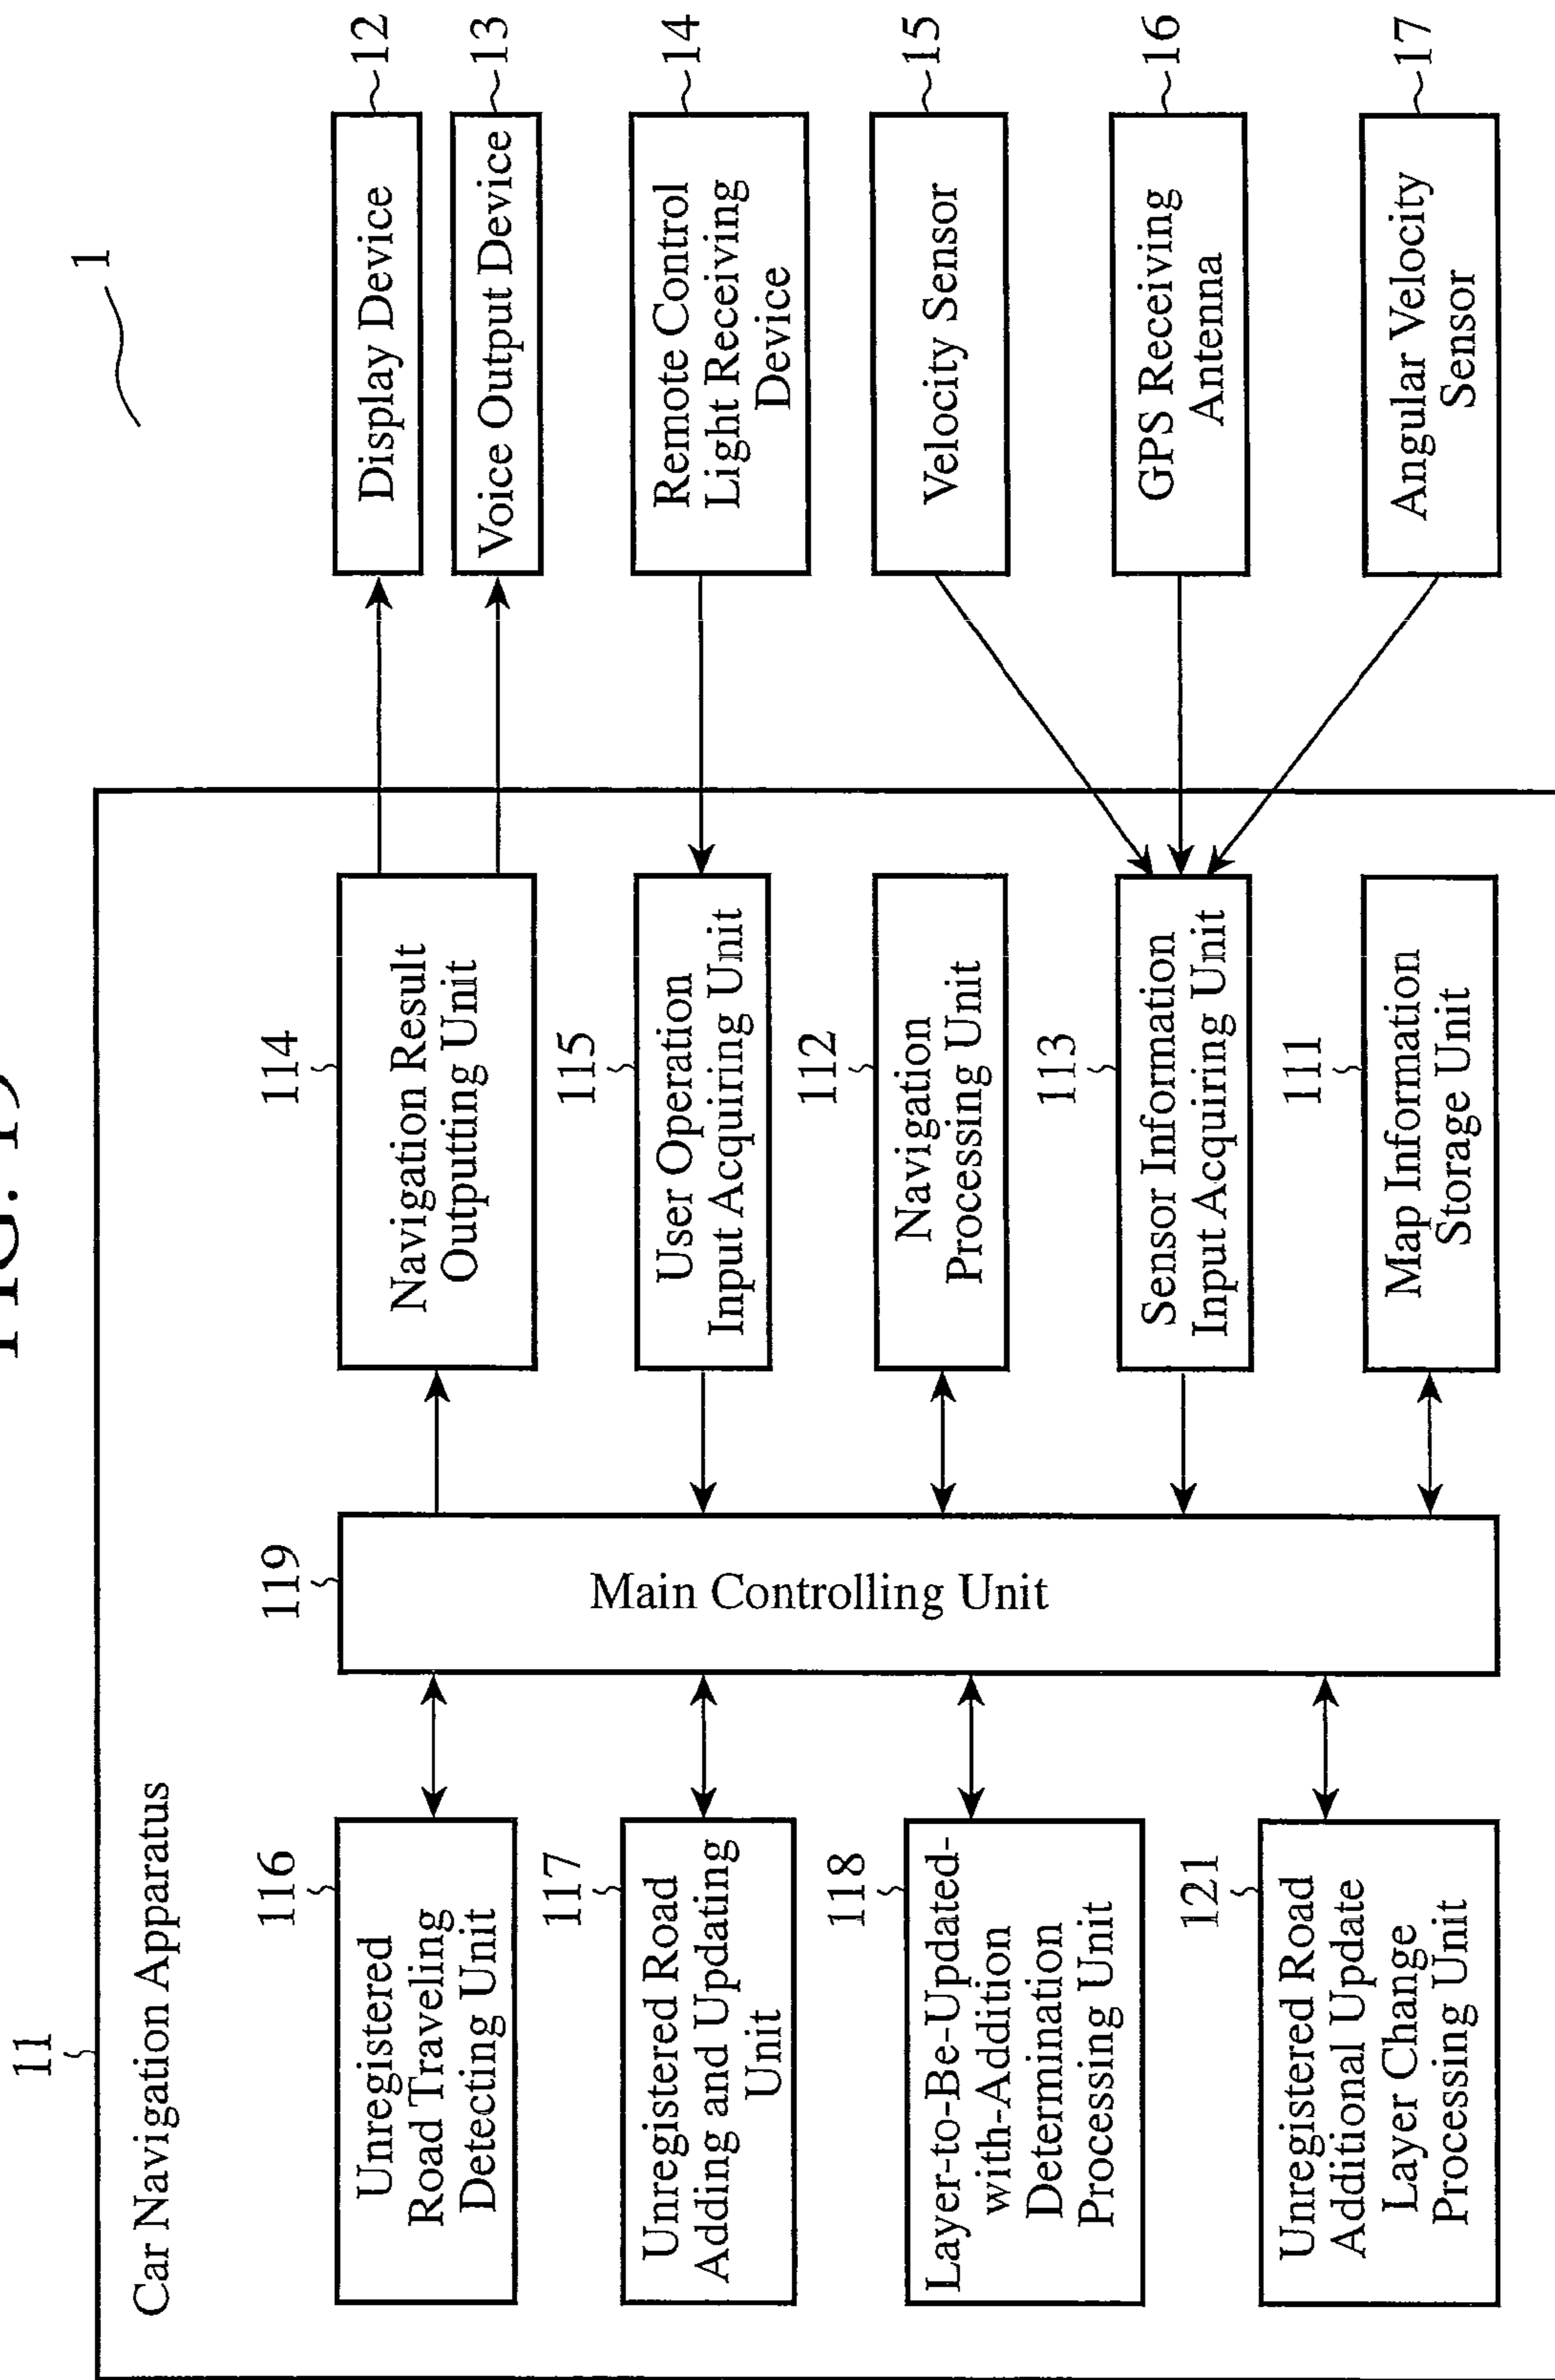 FIG.
1
11
Car Navigation Apparatus
116
Unregistered
Road Traveling
Detecting Unit
117
Unregistered Road
Adding and Updating
Unit
118
Layer-to-Be-Updated-
with-Addition
Determination
Processing Unit
121
Unregistered Road
Additional Update
Layer Change
Processing Unit
119
Main Controlling Unit
114
Navigation Result
Outputing Unit
115
User Operation
Input Acquiring Unit
112
Navigation
Processing Unit
113
Sensor Information
Input Acquiring Unit
111
Map Information
Storage Unit
Display Device
12
Voice Output Device
13
Remote Control
Light Receiving
Device
14
Velocity Sensor
15
GPS Receiving
Antenna
16
Angular Velocity
Sensor
17